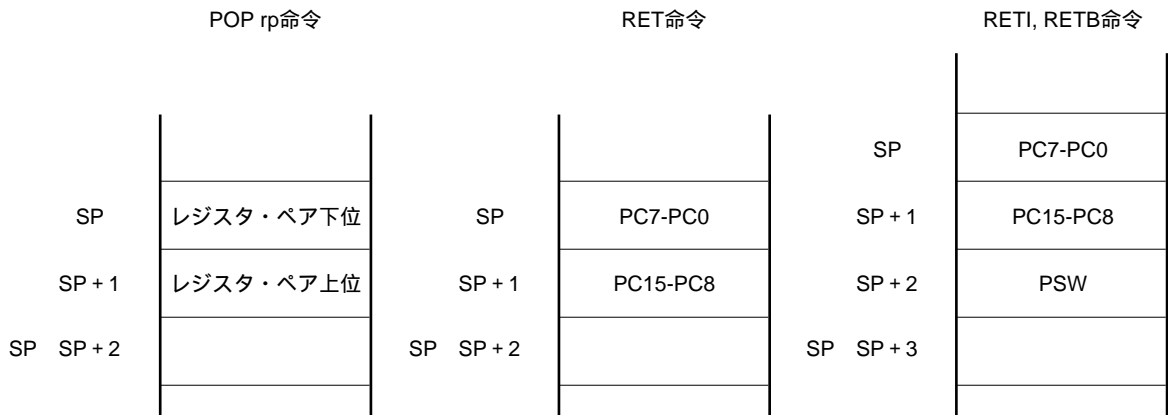 POP rp命令
SP レジスタ・ペア下位
SP + 1 レジスタ・ペア上位
SP SP + 2
RET命令
SP PC7-PC0
SP + 1 PC15-PC8
SP SP + 2
RETI, RETB命令
SP PC7-PC0
SP + 1 PC15-PC8
SP + 2 PSW
SP SP + 3